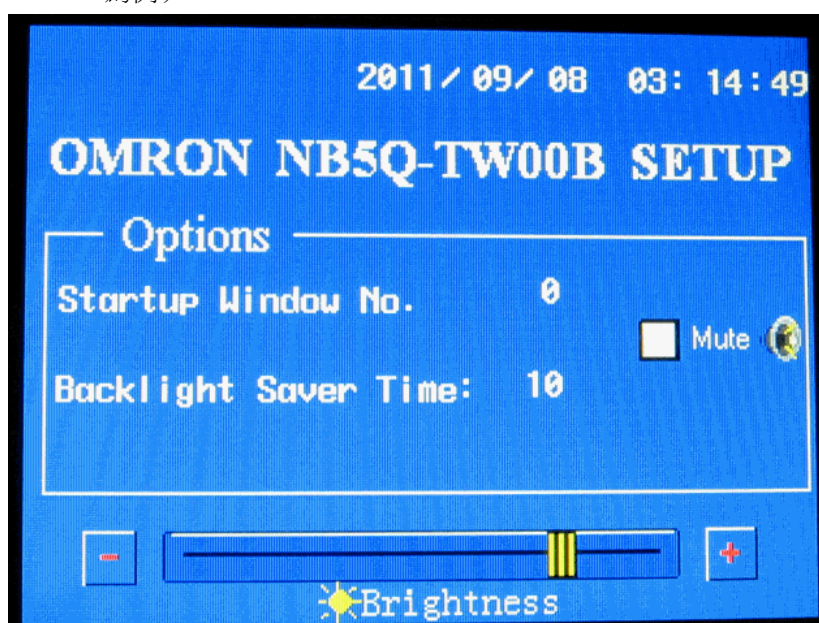 2011/09/08 03:14:49
OMRON NB5Q-TW00B SETUP
Options
Startup Window No. 0
Mute
Backlight Saver Time: 10
- +
Brightness